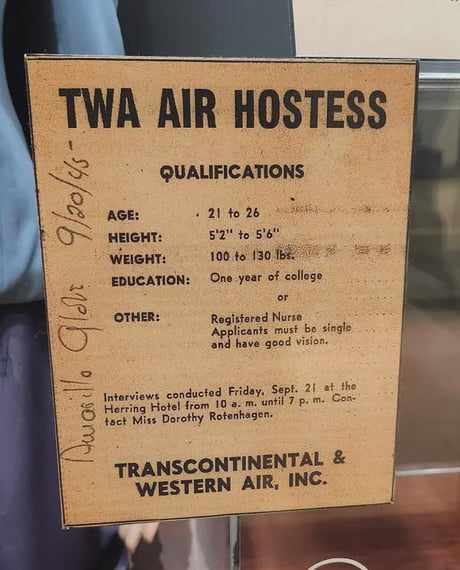 TWA AIR HOSTESS
QUALIFICATIONS
AGE: 21 to 26
HEIGHT: 5'2" to 5'6"
WEIGHT: 100 to 130 lbs.
EDUCATION: One year of college
or
OTHER: Registered Nurse
Applicants must be single
and have good vision.
Interviews conducted Friday, Sept. 21 at the
Herring Hotel from 10 a. m. until 7 p. m. Con-
tact Miss Dorothy Rotenhagen.
TRANSCONTINENTAL &
WESTERN AIR, INC.
Amarillo Globe 9/20/45-